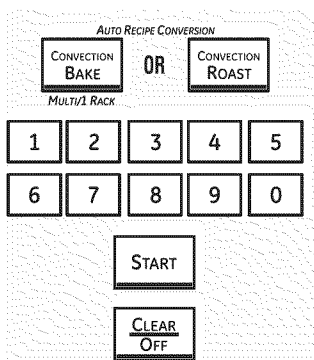 AUTO RECIPE CONVERSION
CONVECTION
BAKE
OR
CONVECTION
ROAST
MULTI/1 RACK
1 2 3 4 5
6 7 8 9 0
START
CLEAR
OFF